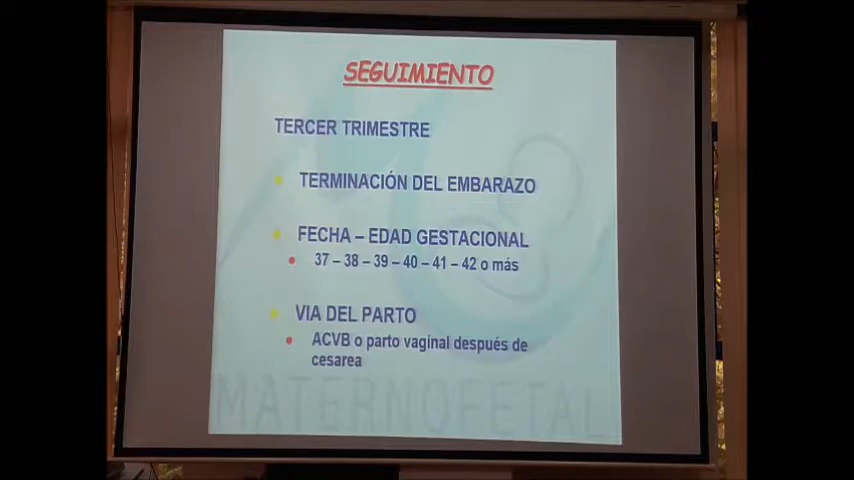 SEGUIMIENTO
TERCER TRIMESTRE
TERMINACIÓN DEL EMBARAZO
FECHA – EDAD GESTACIONAL
37 – 38 – 39 – 40 – 41 – 42 o más
VIA DEL PARTO
ACVB o parto vaginal después de
cesarea
MATERNOFETAL